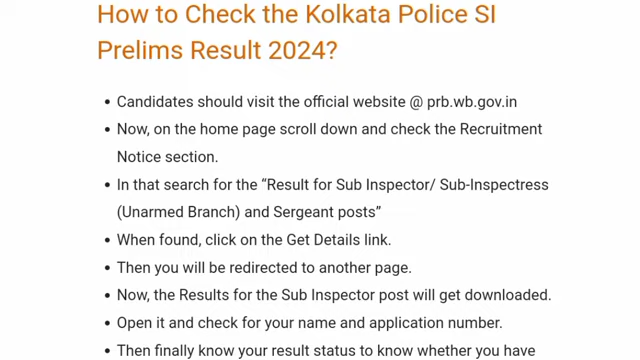 How to Check the Kolkata Police SI
Prelims Result 2024?
• Candidates should visit the official website @ prb.wb.gov.in
• Now, on the home page scroll down and check the Recruitment
Notice section.
• In that search for the “Result for Sub Inspector/ Sub-Inspectress
(Unarmed Branch) and Sergeant posts”
• When found, click on the Get Details link.
• Then you will be redirected to another page.
• Now, the Results for the Sub Inspector post will get downloaded.
• Open it and check for your name and application number.
• Then finally know your result status to know whether you have